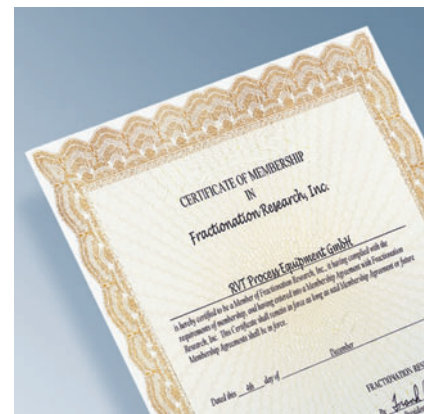 CERTIFICATE OF MEMBERSHIP
IN
Fractionation Research, Inc.
RVT Process Equipment GmbH
is hereby certified to be a Member of Fractionation Research, Inc., is having complied with the
requirements of membership, and having entered into a Membership Agreement with Fractionation
Research, Inc. This Certificate shall remain in force as long as said Membership Agreement or future
Membership Agreements shall be in force.
Dated this 4th day of December
FRACTIONATION RES
By Frank